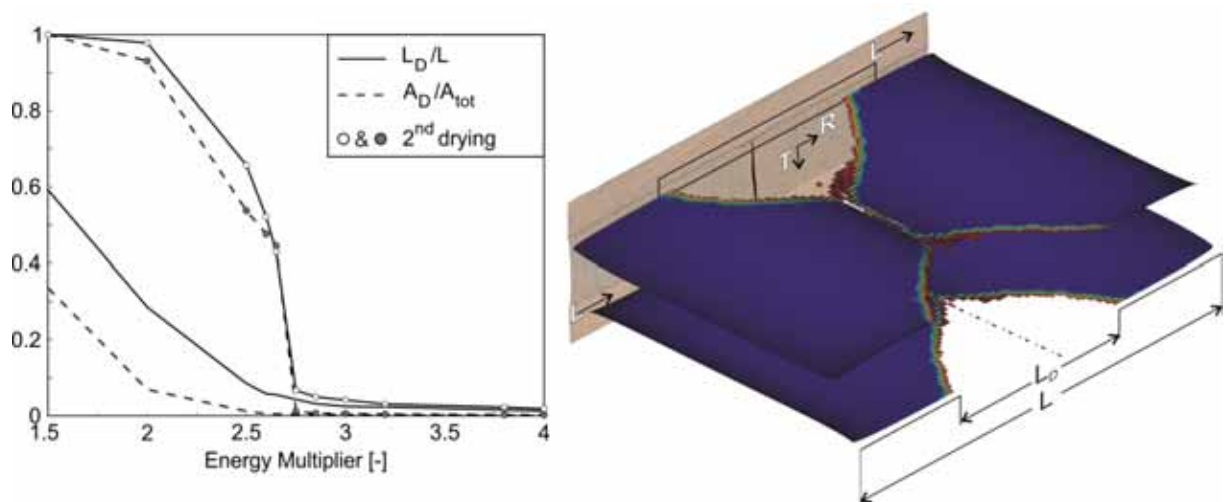 1
0.8
0.6
0.4
0.2
0
1.5
2
2.5
3
3.5
4
Energy Multiplier [-]
L_D/L
A_D/A_tot
& 2nd drying
L
R
T
L_D
L